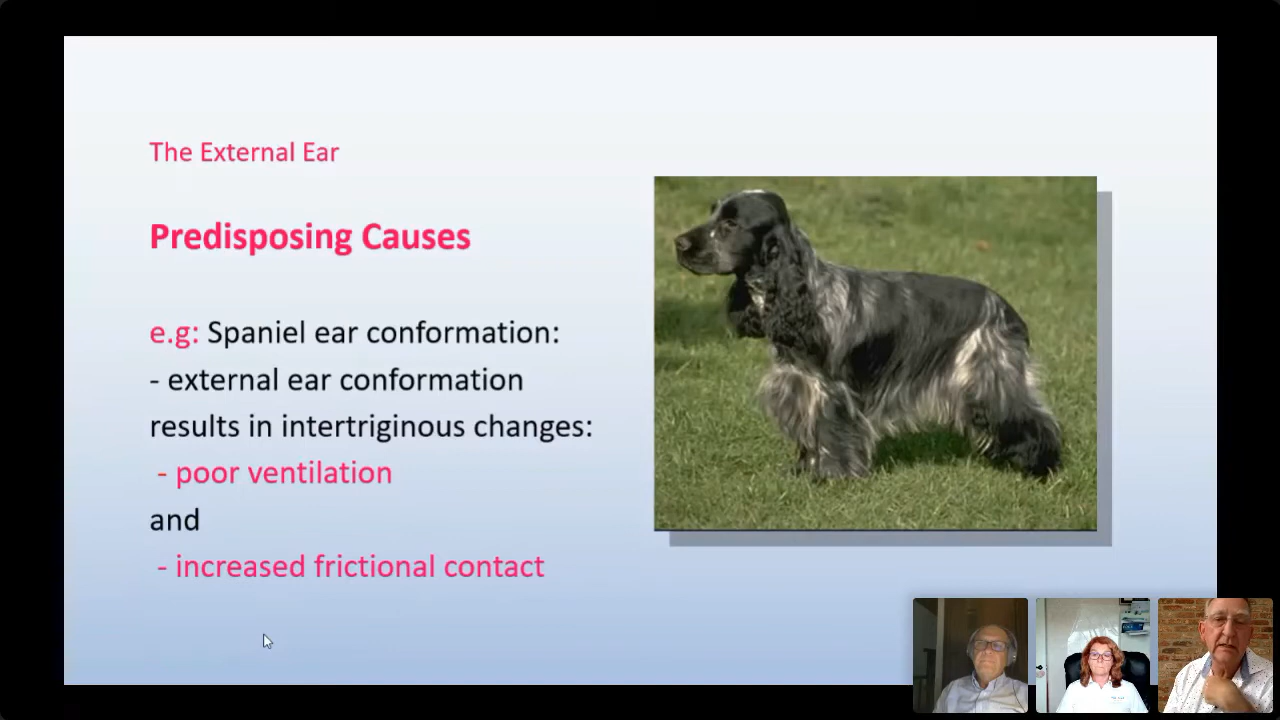 The External Ear
Predisposing Causes
e.g: Spaniel ear conformation:
- external ear conformation
results in intertriginous changes:
- poor ventilation
and
- increased frictional contact